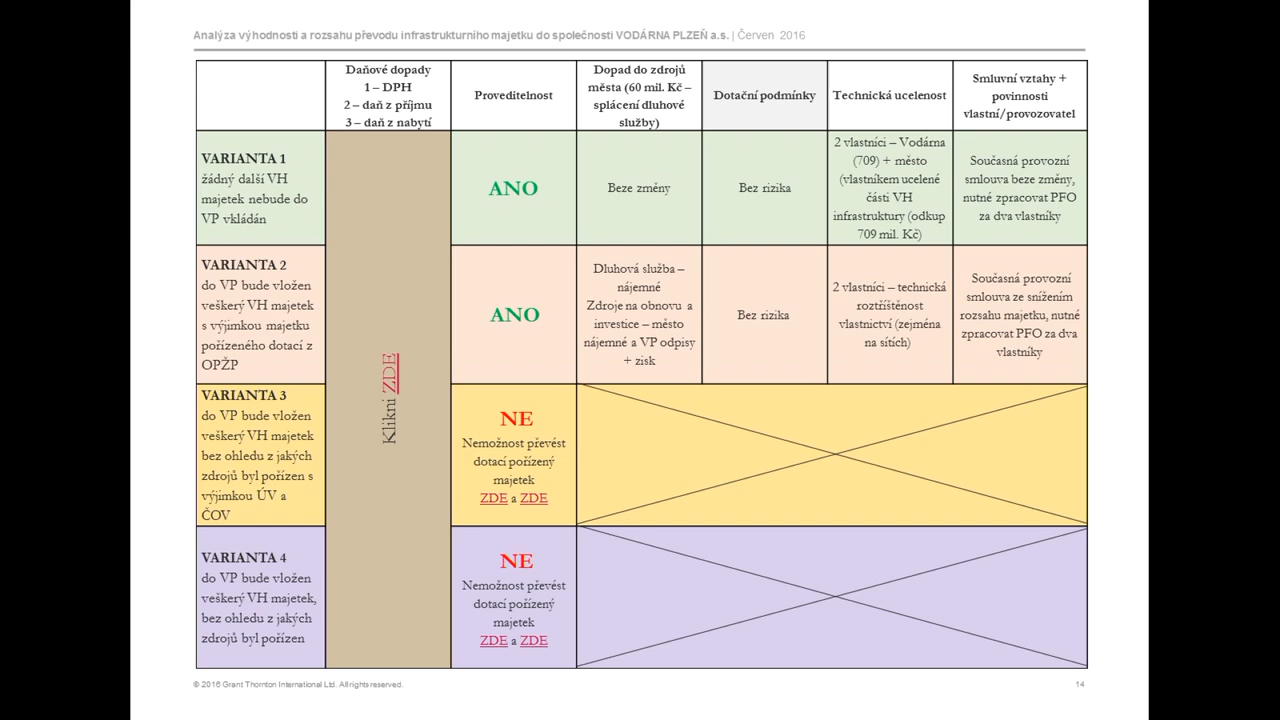 Analýza výhodnosti a rozsahu převodu infrastrukturního majetku do společnosti VODÁRNA PLZEŇ a.s. | Červen 2016
Daňové dopady
1 – DPH
2 – daň z příjmu
3 – daň z nabytí
Proveditelnost
Dopad do zdrojů
města (60 mil. Kč –
splácení dluhové
služby)
Dotační podmínky
Technická ucelenost
Smluvní vztahy +
povinnosti
vlastní/provozovatel
VARIANTA 1
žádný další VH
majetek nebude do
VP vkládán
Klikni ZDE
ANO
Beze změny
Bez rizika
2 vlastníci – Vodárna
(709) + město
(vlastníkem ucelené
části VH
infrastruktury (odkup
709 mil. Kč)
Současná provozní
smlouva beze změny,
nutné zpracovat PFO
za dva vlastníky
VARIANTA 2
do VP bude vložen
veškerý VH majetek
s výjimkou majetku
pořízeného dotací z
OPŽP
ANO
Dluhová služba –
nájemné
Zdroje na obnovu a
investice – město
nájemné a VP odpisy
+ zisk
Bez rizika
2 vlastníci – technická
roztříštěnost
vlastnictví (zejména
na sítích)
Současná provozní
smlouva ze snížením
rozsahu majetku, nutné
zpracovat PFO za dva
vlastníky
VARIANTA 3
do VP bude vložen
veškerý VH majetek
bez ohledu z jakých
zdrojů byl pořízen s
výjimkou ÚV a
ČOV
NE
Nemožnost převést
dotací pořízený
majetek
ZDE a ZDE
VARIANTA 4
do VP bude vložen
veškerý VH majetek,
bez ohledu z jakých
zdrojů byl pořízen
NE
Nemožnost převést
dotací pořízený
majetek
ZDE a ZDE
© 2016 Grant Thornton International Ltd. All rights reserved.
14